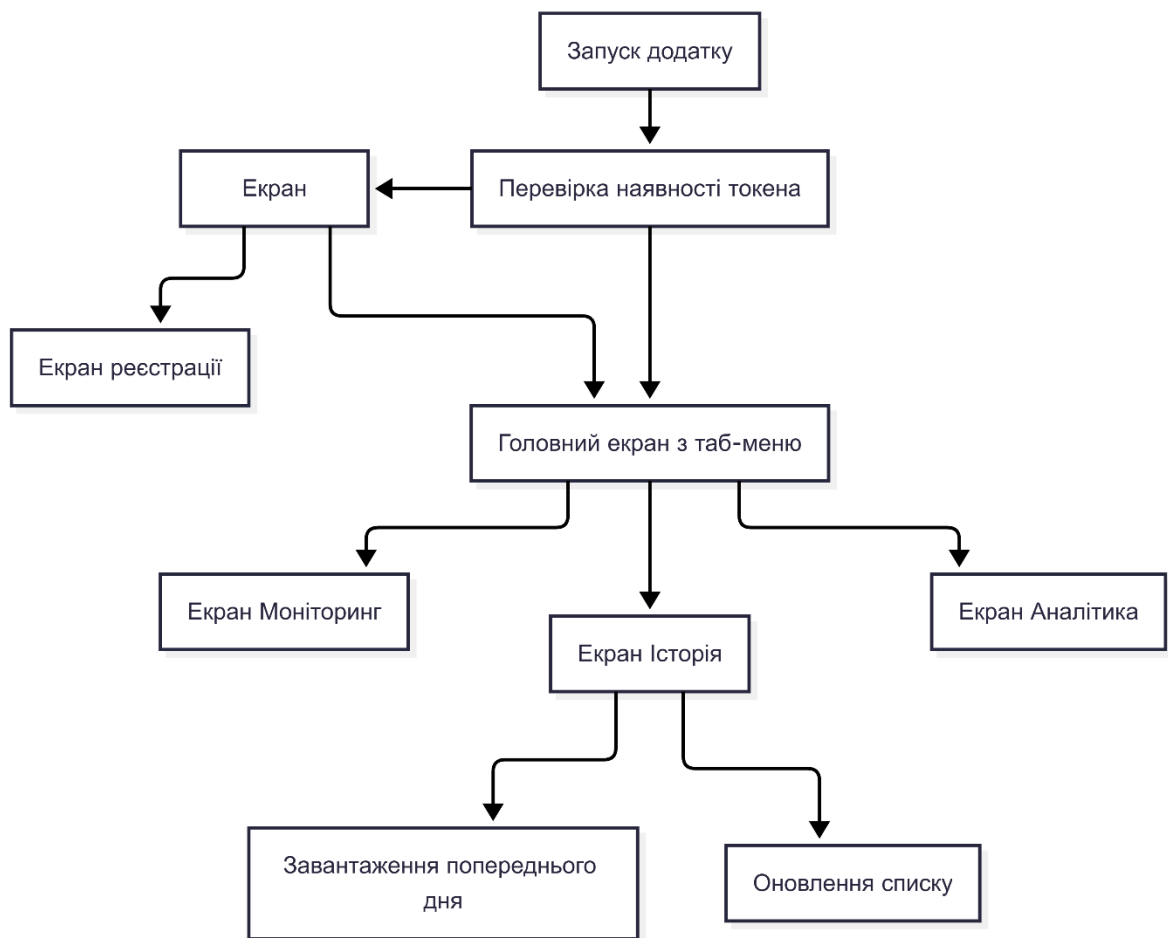 Запуск додатку
Екран
Перевірка наявності токена
Екран реєстрації
Головний екран з таб-меню
Екран Моніторинг
Екран Історія
Екран Аналітика
Завантаження попереднього
дня
Оновлення списку